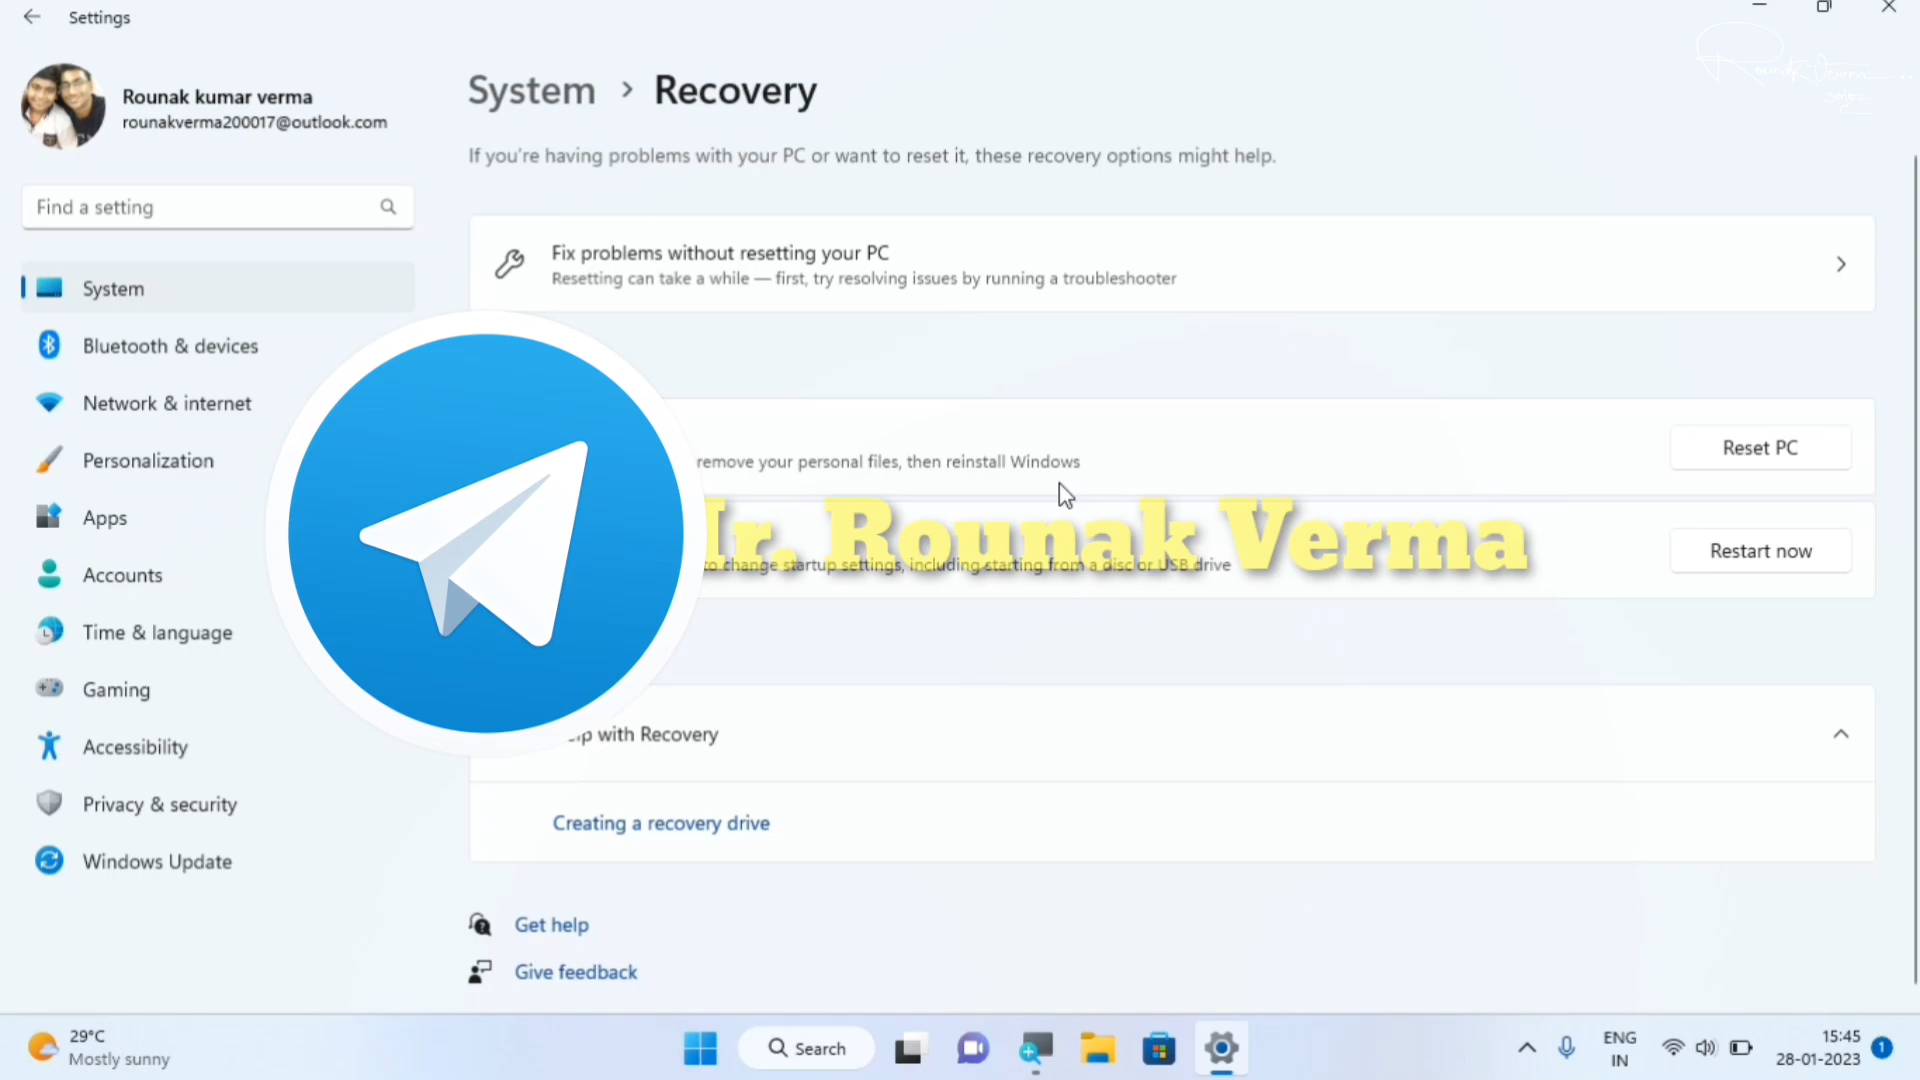 Settings
Rounak kumar verma
rounakverma200017@outlook.com
Find a setting
System
Bluetooth & devices
Network & internet
Personalization
Apps
Accounts
Time & language
Gaming
Accessibility
Privacy & security
Windows Update
System > Recovery
If you're having problems with your PC or want to reset it, these recovery options might help.
Fix problems without resetting your PC
Resetting can take a while — first, try resolving issues by running a troubleshooter
remove your personal files, then reinstall Windows
Reset PC
Rounak Verma
to change startup settings, including starting from a disc or USB drive
Restart now
with Recovery
Creating a recovery drive
Get help
Give feedback
29°C
Mostly sunny
Search
ENG
IN
15:45
28-01-2023
1